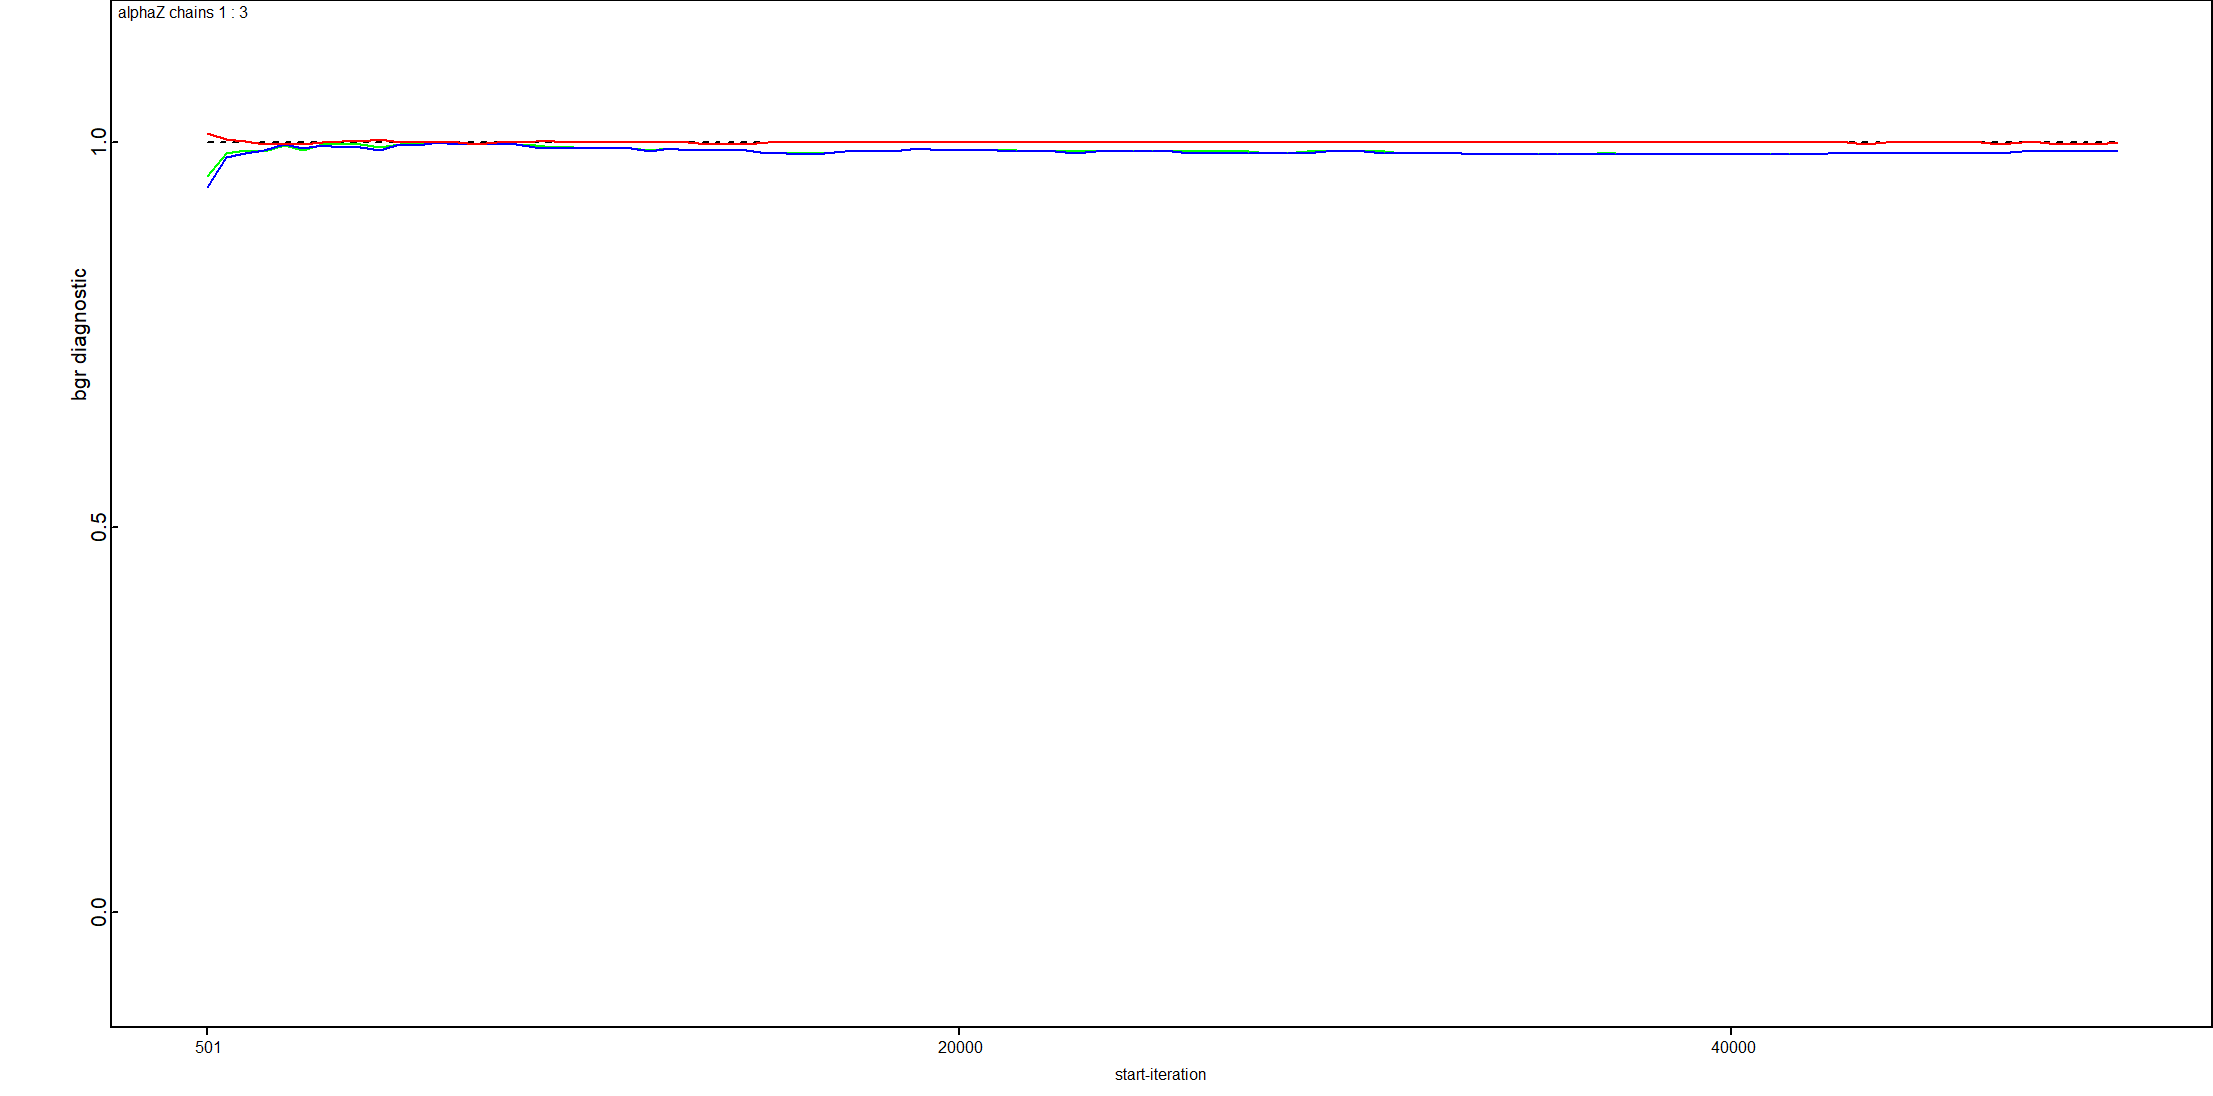 alphaZ chains 1 : 3
1.0
bgr diagnostic
0.5
0.0
501
20000
40000
start-iteration